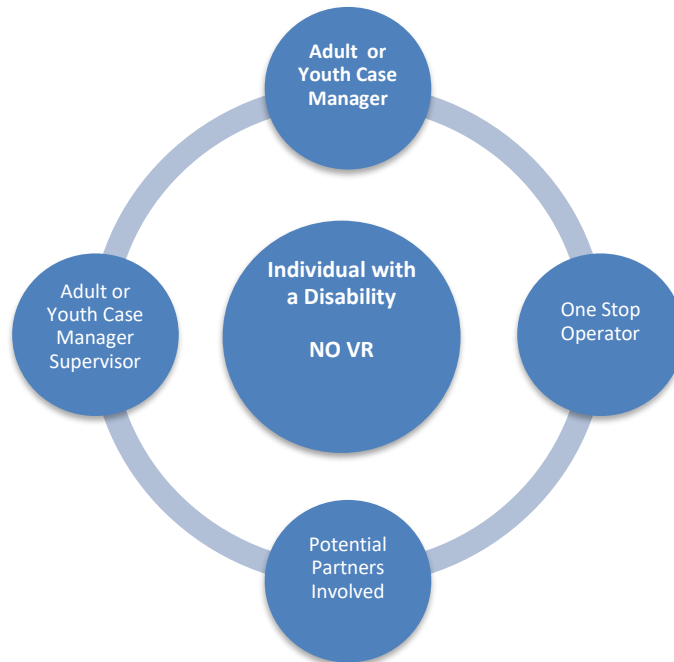 Adult or
Youth Case
Manager
Individual with
a Disability
NO VR
Adult or
Youth Case
Manager
Supervisor
One Stop
Operator
Potential
Partners
Involved